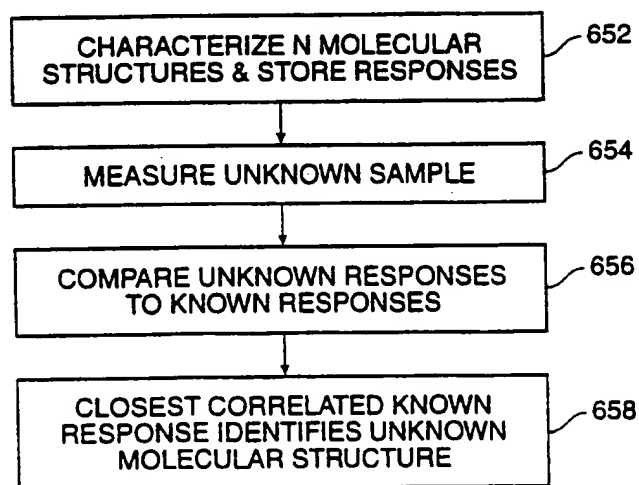 CHARACTERIZE N MOLECULAR
STRUCTURES & STORE RESPONSES
652
MEASURE UNKNOWN SAMPLE
654
COMPARE UNKNOWN RESPONSES
TO KNOWN RESPONSES
656
CLOSEST CORRELATED KNOWN
RESPONSE IDENTIFIES UNKNOWN
MOLECULAR STRUCTURE
658